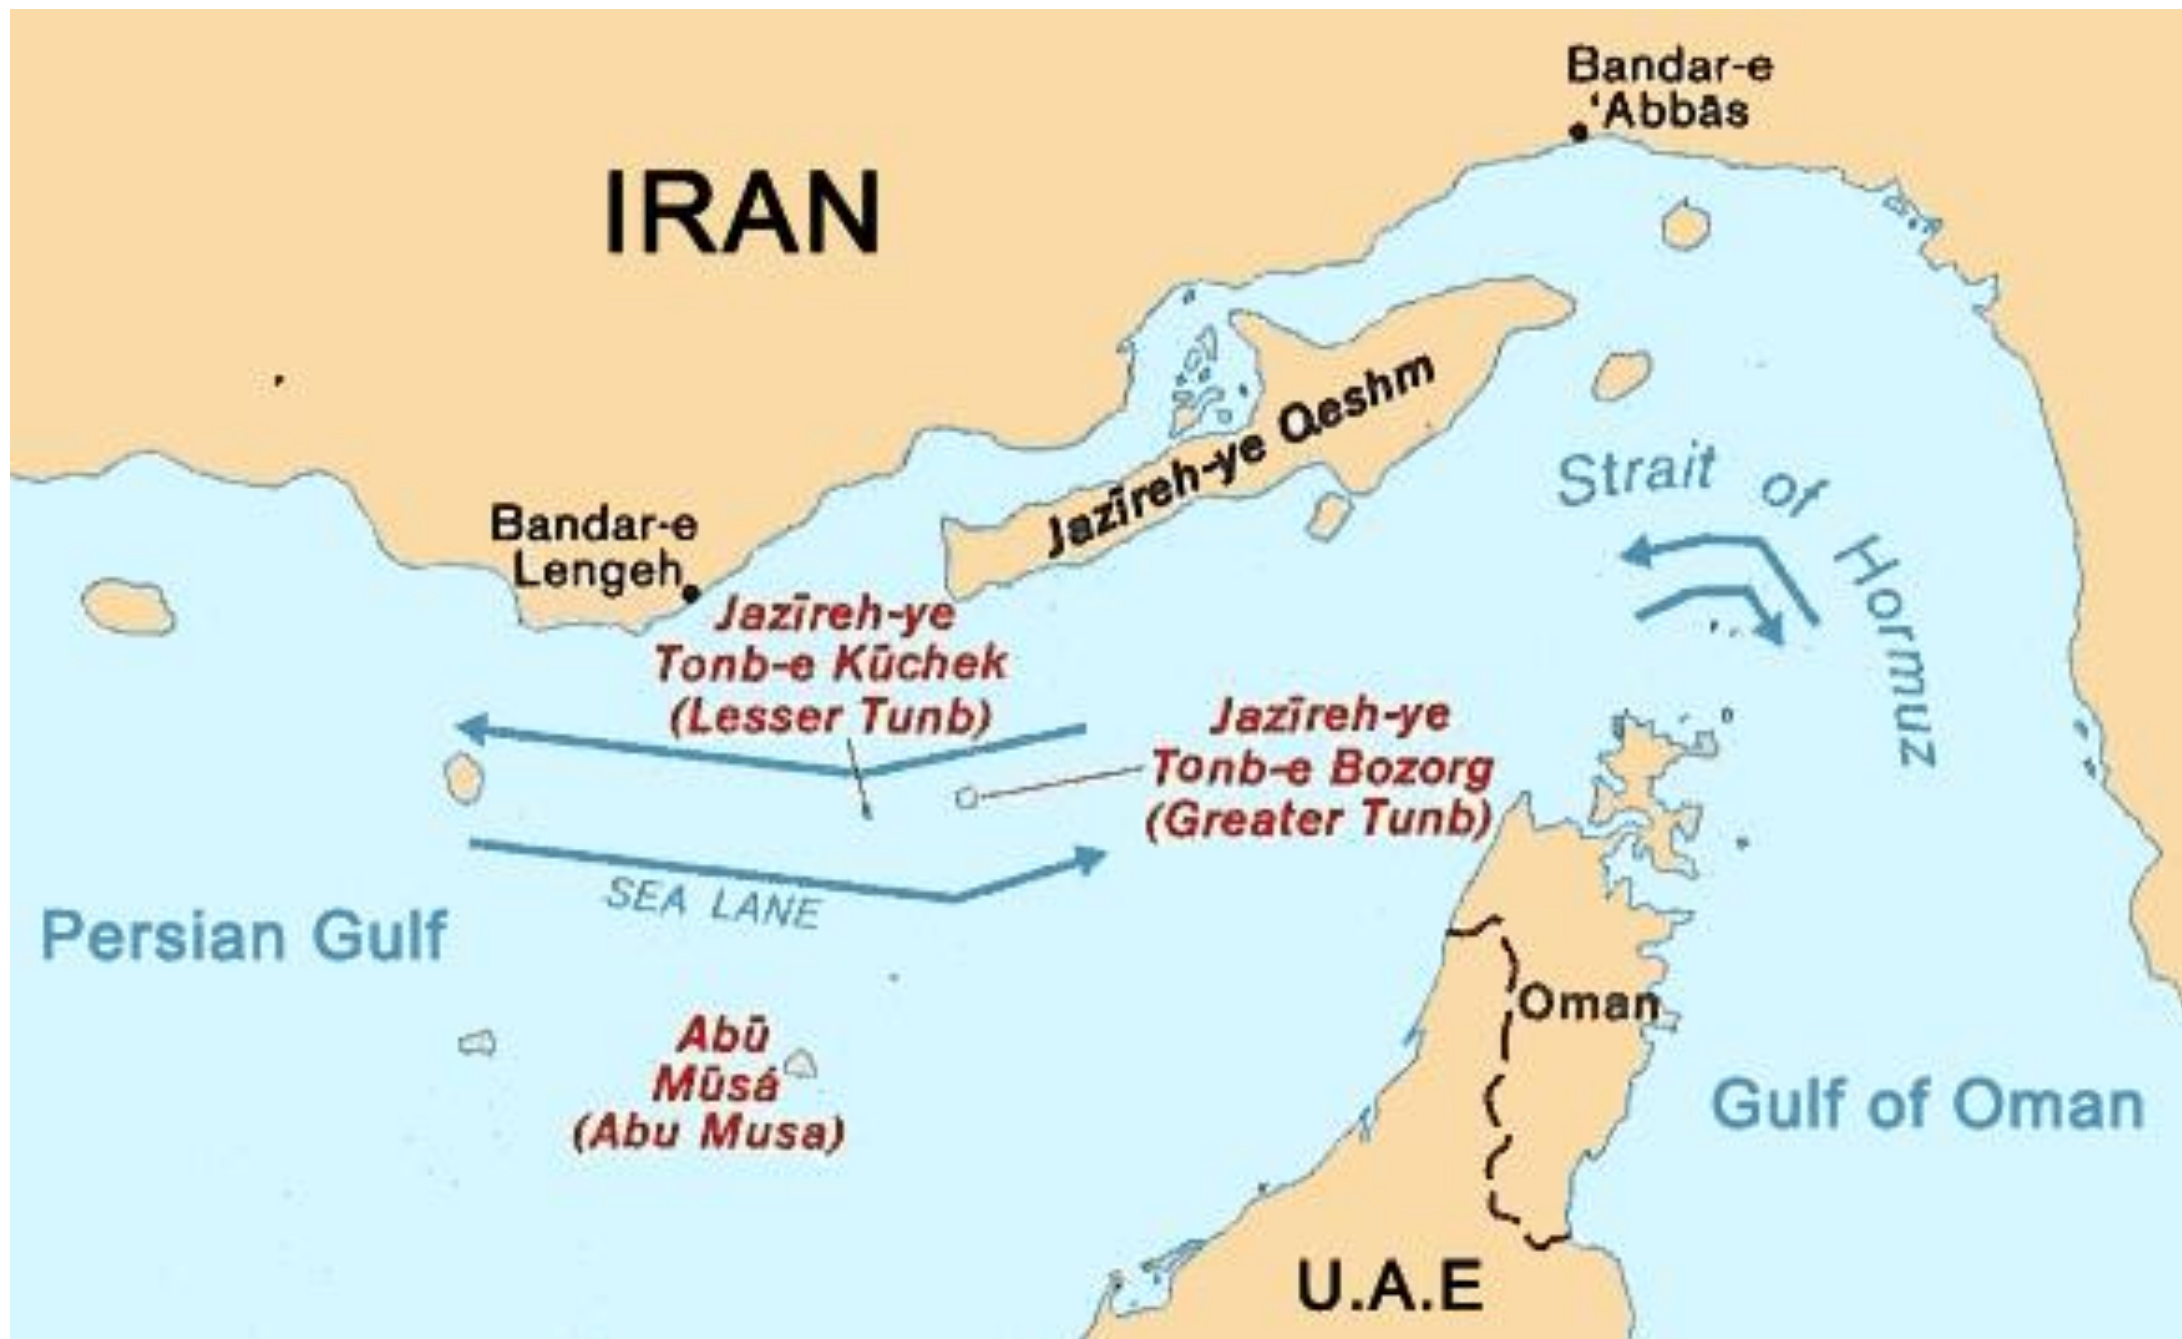 Bandar-e
'Abbās
IRAN
Jazīreh-ye Qeshm
Strait of Hormuz
Bandar-e
Lengeh
Jazīreh-ye
Tonb-e Kūchek
(Lesser Tunb)
Jazīreh-ye
Tonb-e Bozorg
(Greater Tunb)
SEA LANE
Persian Gulf
Oman
Abū
Mūsá
(Abu Musa)
Gulf of Oman
U.A.E